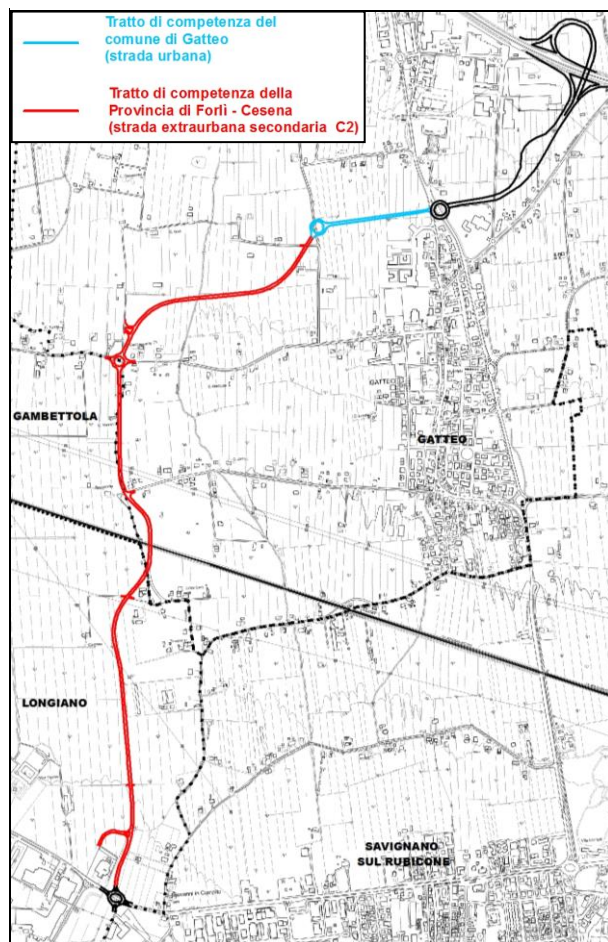 Tratto di competenza del
comune di Gatteo
(strada urbana)
Tratto di competenza della
Provincia di Forlì - Cesena
(strada extraurbana secondaria C2)
GATTEO
GAMBETTOLA
GATTEO
LONGIANO
SAVIGNANO
SUL RUBICONE